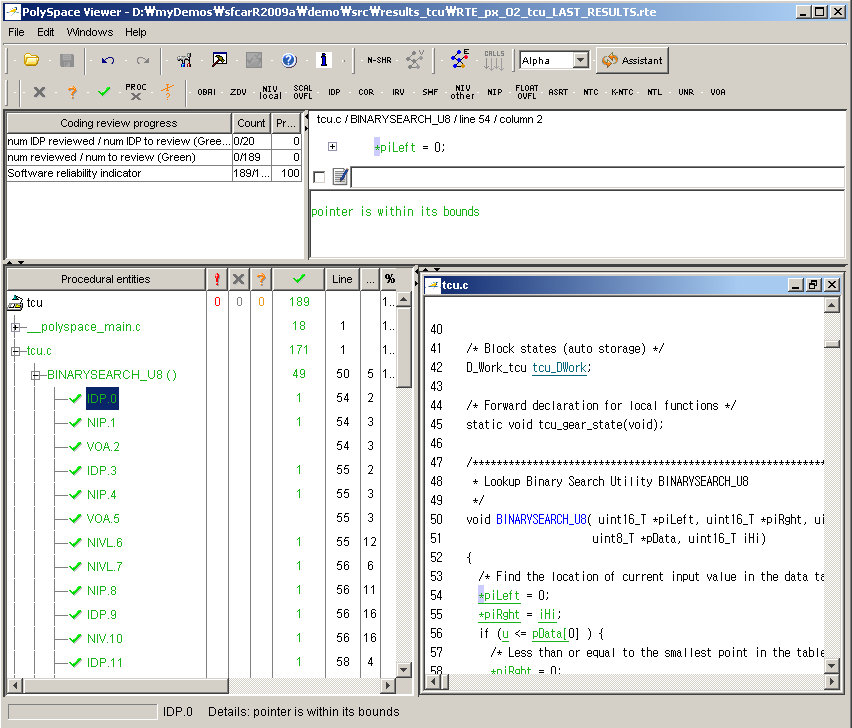 PolySpace Viewer - D:₩myDemos₩sfcarR2009a₩demo₩src₩results_tcu₩RTE_px_O2_tcu_LAST_RESULTS.rte
File Edit Windows Help
N-SHR CALLS Alpha Assistant
PROC OBAI ZDV NIV local SCAL OVFL IDP COR IRV SHF NIV other NIP FLOAT OVFL ASRT NTC K-NTC NTL UNR VOA
Coding review progress Count Pr...
num IDP reviewed / num IDP to review (Gree... 0/20 0
num reviewed / num to review (Green) 0/189 0
Software reliability indicator 189/1... 100
tcu.c / BINARYSEARCH_U8 / line 54 / column 2
*piLeft = 0;
pointer is within its bounds
Procedural entities ! ? Line ... %
tcu 0 0 0 189 1..
__polyspace_main.c 18 1 1..
tcu.c 171 1 1..
BINARYSEARCH_U8 () 49 50 5 1..
IDP.0 1 54 2
NIP.1 1 54 3
VOA.2 54 3
IDP.3 1 55 2
NIP.4 1 55 3
VOA.5 55 3
NIVL.6 1 55 12
NIVL.7 1 56 6
NIP.8 1 56 11
IDP.9 1 56 16
NIV.10 1 56 16
IDP.11 1 58 4
tcu.c
40
41 /* Block states (auto storage) */
42 D_Work_tcu tcu_DWork;
43
44 /* Forward declaration for local functions */
45 static void tcu_gear_state(void);
46
47 /***********************************************************
48 * Lookup Binary Search Utility BINARYSEARCH_U8
49 */
50 void BINARYSEARCH_U8( uint16_T *piLeft, uint16_T *piRght, ui
51 uint8_T *pData, uint16_T iHi)
52 {
53 /* Find the location of current input value in the data ta
54 *piLeft = 0;
55 *piRght = iHi;
56 if (u <= pData[0] ) {
57 /* Less than or equal to the smallest point in the table
58 *piRght = 0;
IDP.0 Details: pointer is within its bounds